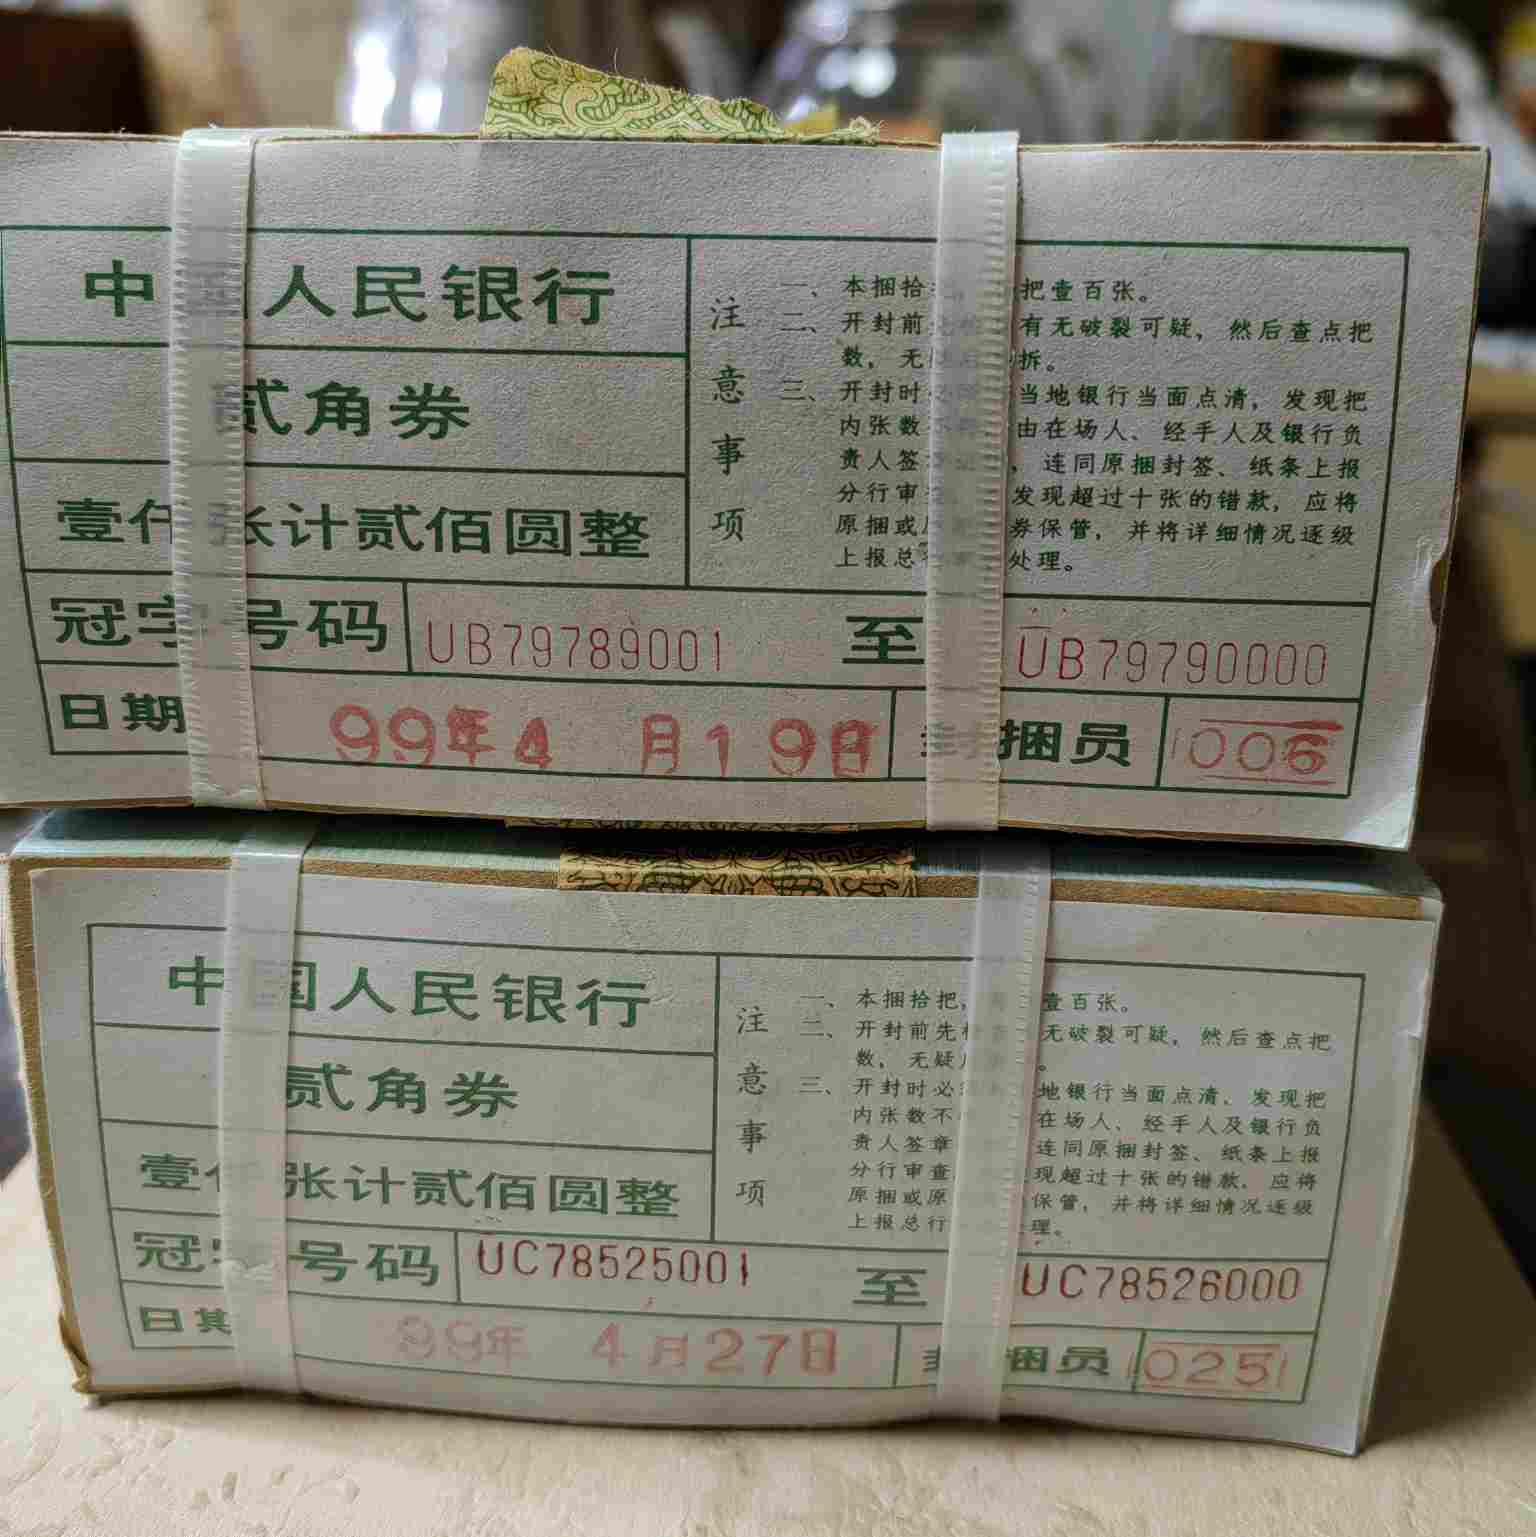 中国人民银行
贰角券
壹仟张计贰佰圆整
注意事项
一、本捆拾把壹百张。
二、开封前有无破裂可疑，然后查点把
数，无拆。
三、开封时当地银行当面点清，发现把
内张数由在场人、经手人及银行负
责人签，连同原捆封签、纸条上报
分行审发现超过十张的错款，应将
原捆或券保管，并将详细情况逐级
上报总处理。
冠字号码 UB79789001 至 UB79790000
日期 99年4月19日 封捆员 006
中国人民银行
贰角券
壹仟张计贰佰圆整
注意事项
一、本捆拾把，壹百张。
二、开封前先无破裂可疑，然后查点把
数，无疑。
三、开封时必地银行当面点清、发现把
内张数不在场人、经手人及银行负
责人签章连同原捆封签、纸条上报
分行审查现超过十张的错款，应将
原捆或原保管，并将详细情况逐级
上报总行理。
冠字号码 UC78525001 至 UC78526000
日期 99年4月27日 封捆员 025